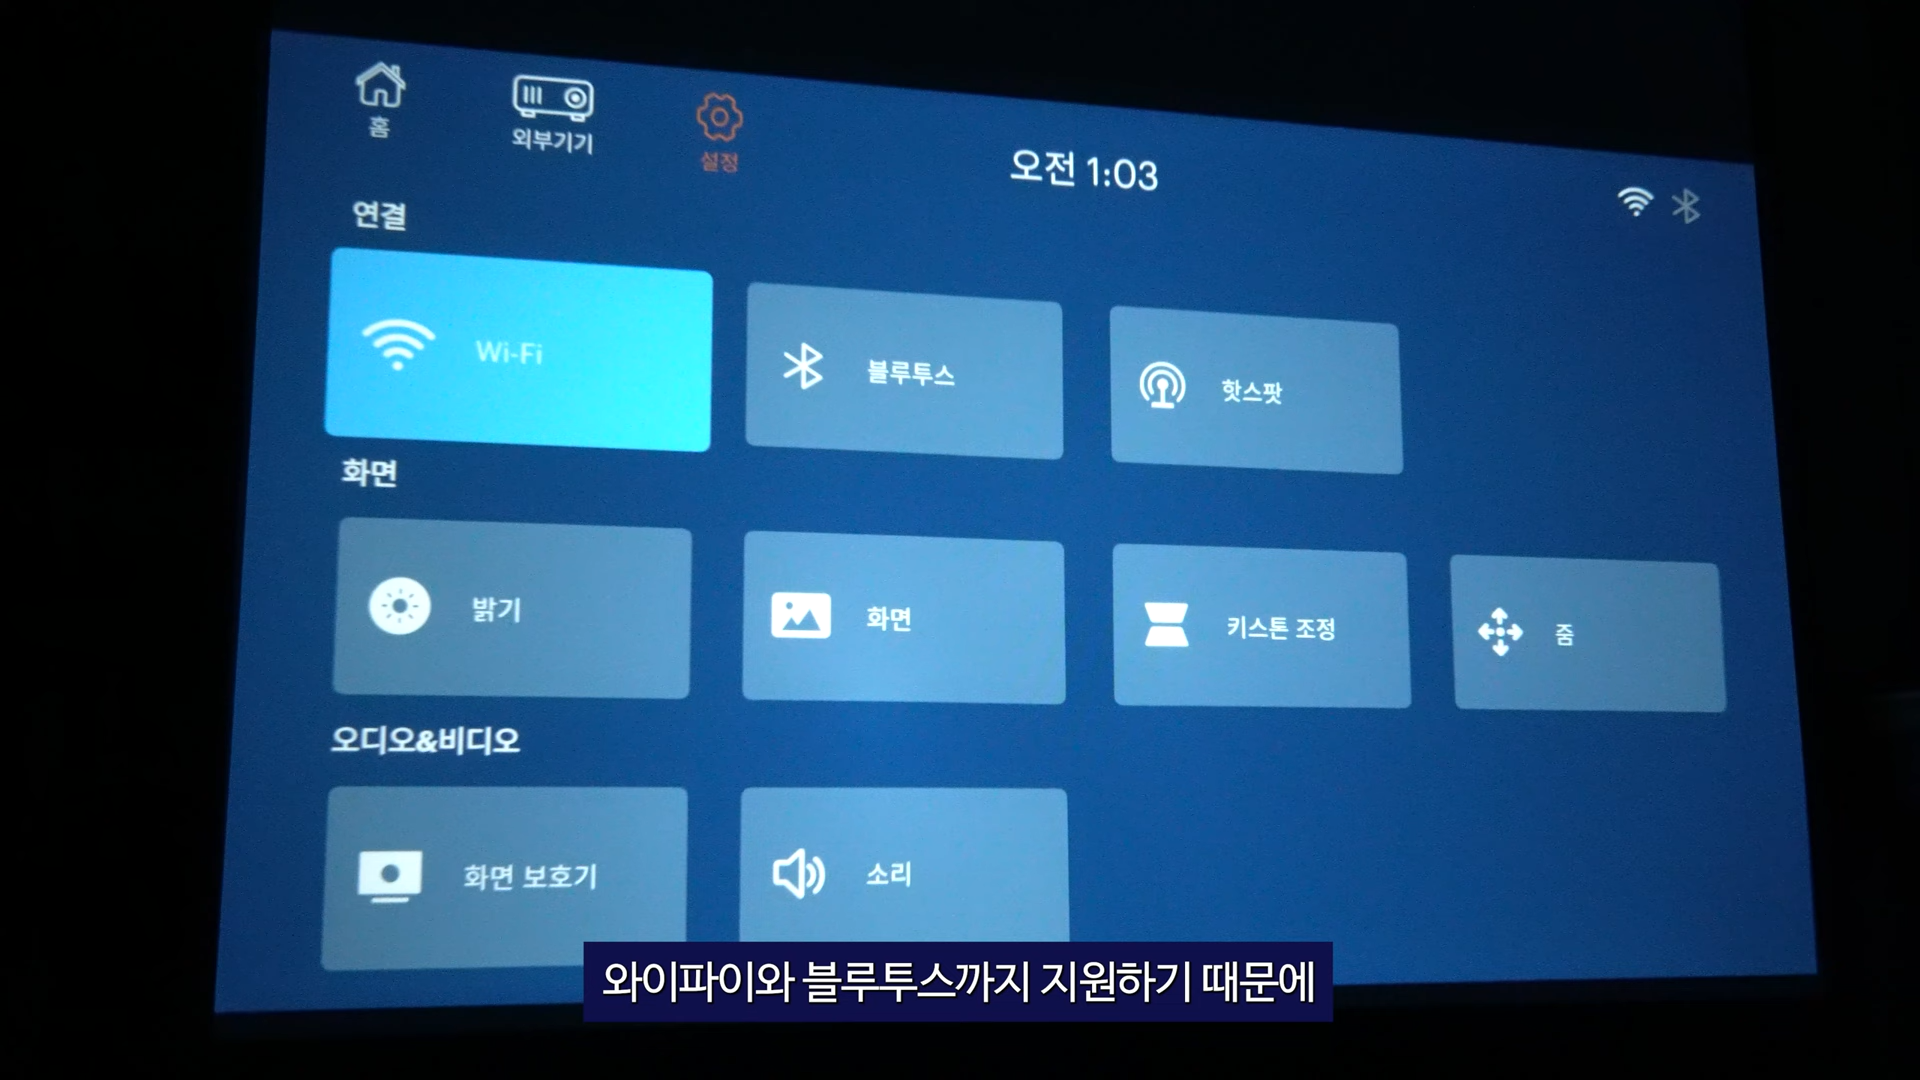 홈
외부기기
설정
오전 1:03
연결
Wi-Fi
블루투스
핫스팟
화면
밝기
화면
키스톤 조정
줌
오디오&비디오
화면 보호기
소리
와이파이와 블루투스까지 지원하기 때문에